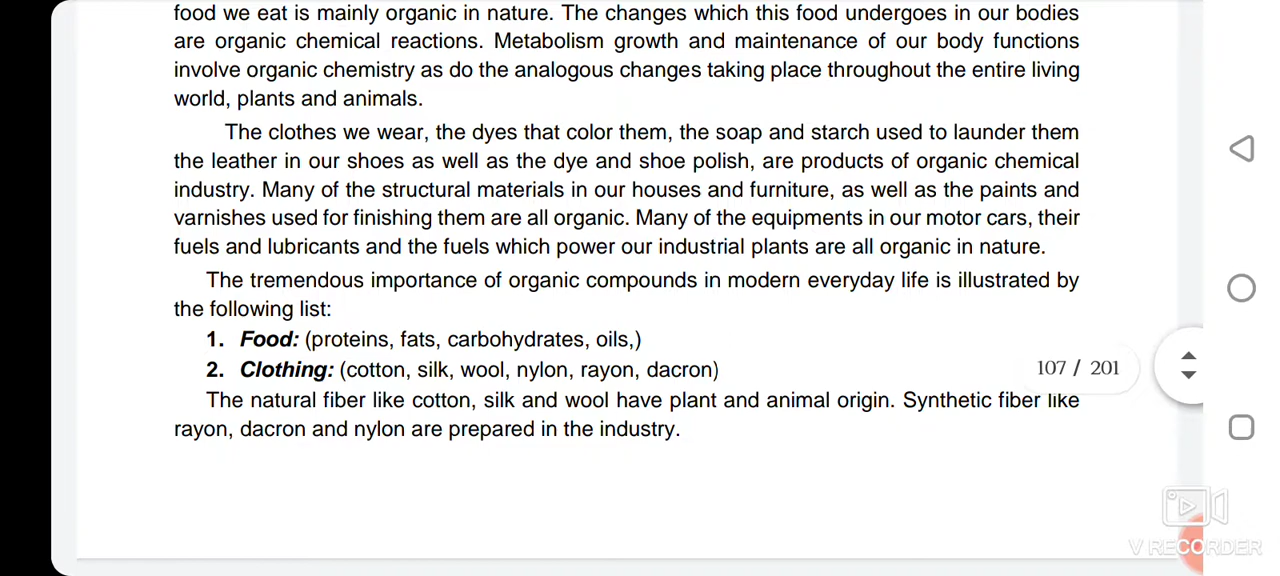 food we eat is mainly organic in nature. The changes which this food undergoes in our bodies
are organic chemical reactions. Metabolism growth and maintenance of our body functions
involve organic chemistry as do the analogous changes taking place throughout the entire living
world, plants and animals.
The clothes we wear, the dyes that color them, the soap and starch used to launder them
the leather in our shoes as well as the dye and shoe polish, are products of organic chemical
industry. Many of the structural materials in our houses and furniture, as well as the paints and
varnishes used for finishing them are all organic. Many of the equipments in our motor cars, their
fuels and lubricants and the fuels which power our industrial plants are all organic in nature.
The tremendous importance of organic compounds in modern everyday life is illustrated by
the following list:
1. Food: (proteins, fats, carbohydrates, oils,)
2. Clothing: (cotton, silk, wool, nylon, rayon, dacron)
107 / 201
The natural fiber like cotton, silk and wool have plant and animal origin. Synthetic fiber like
rayon, dacron and nylon are prepared in the industry.
V RECORDER